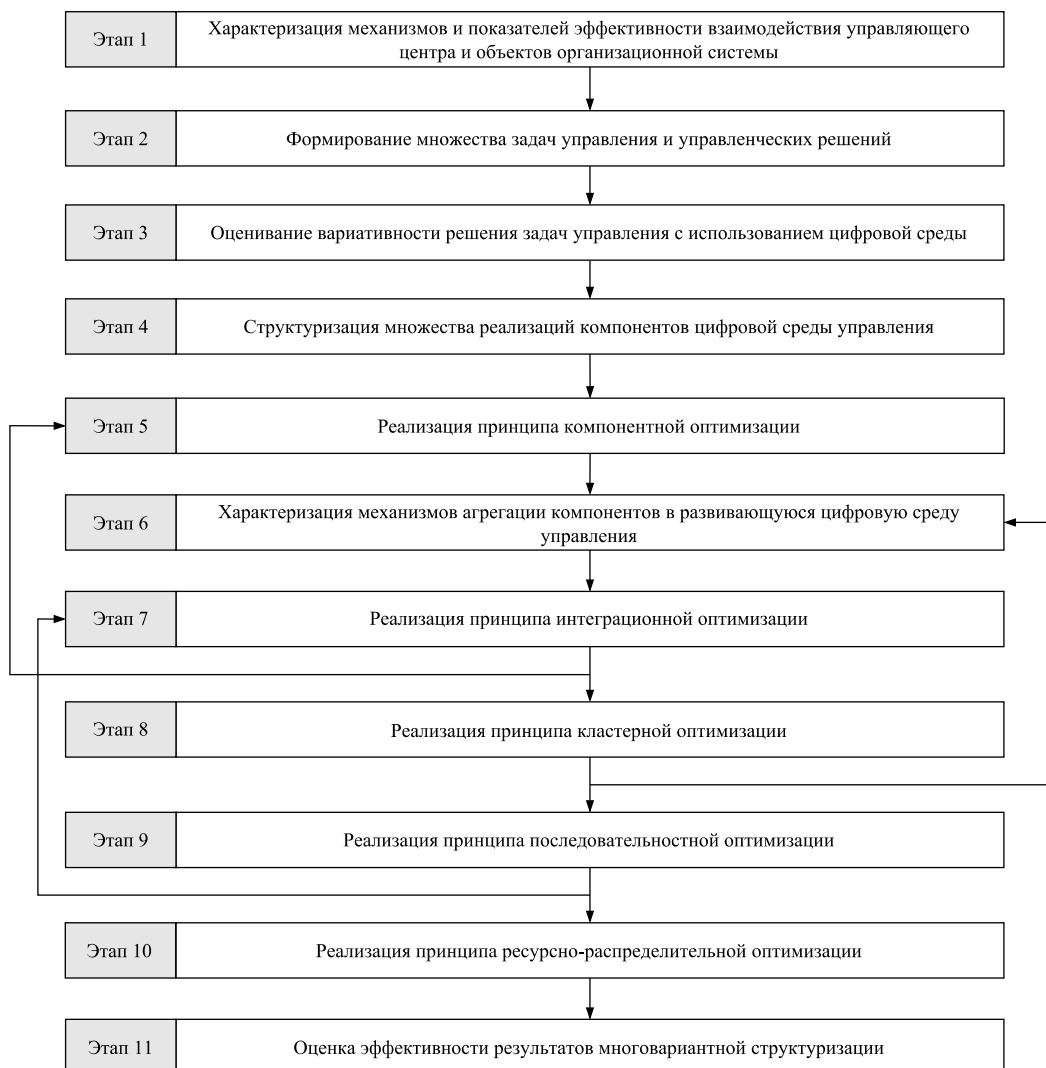 Этап 1
Характеризация механизмов и показателей эффективности взаимодействия управляющего
центра и объектов организационной системы
Этап 2
Формирование множества задач управления и управленческих решений
Этап 3
Оценивание вариативности решения задач управления с использованием цифровой среды
Этап 4
Структуризация множества реализаций компонентов цифровой среды управления
Этап 5
Реализация принципа компонентной оптимизации
Этап 6
Характеризация механизмов агрегации компонентов в развивающуюся цифровую среду
управления
Этап 7
Реализация принципа интеграционной оптимизации
Этап 8
Реализация принципа кластерной оптимизации
Этап 9
Реализация принципа последовательностной оптимизации
Этап 10
Реализация принципа ресурсно-распределительной оптимизации
Этап 11
Оценка эффективности результатов многовариантной структуризации